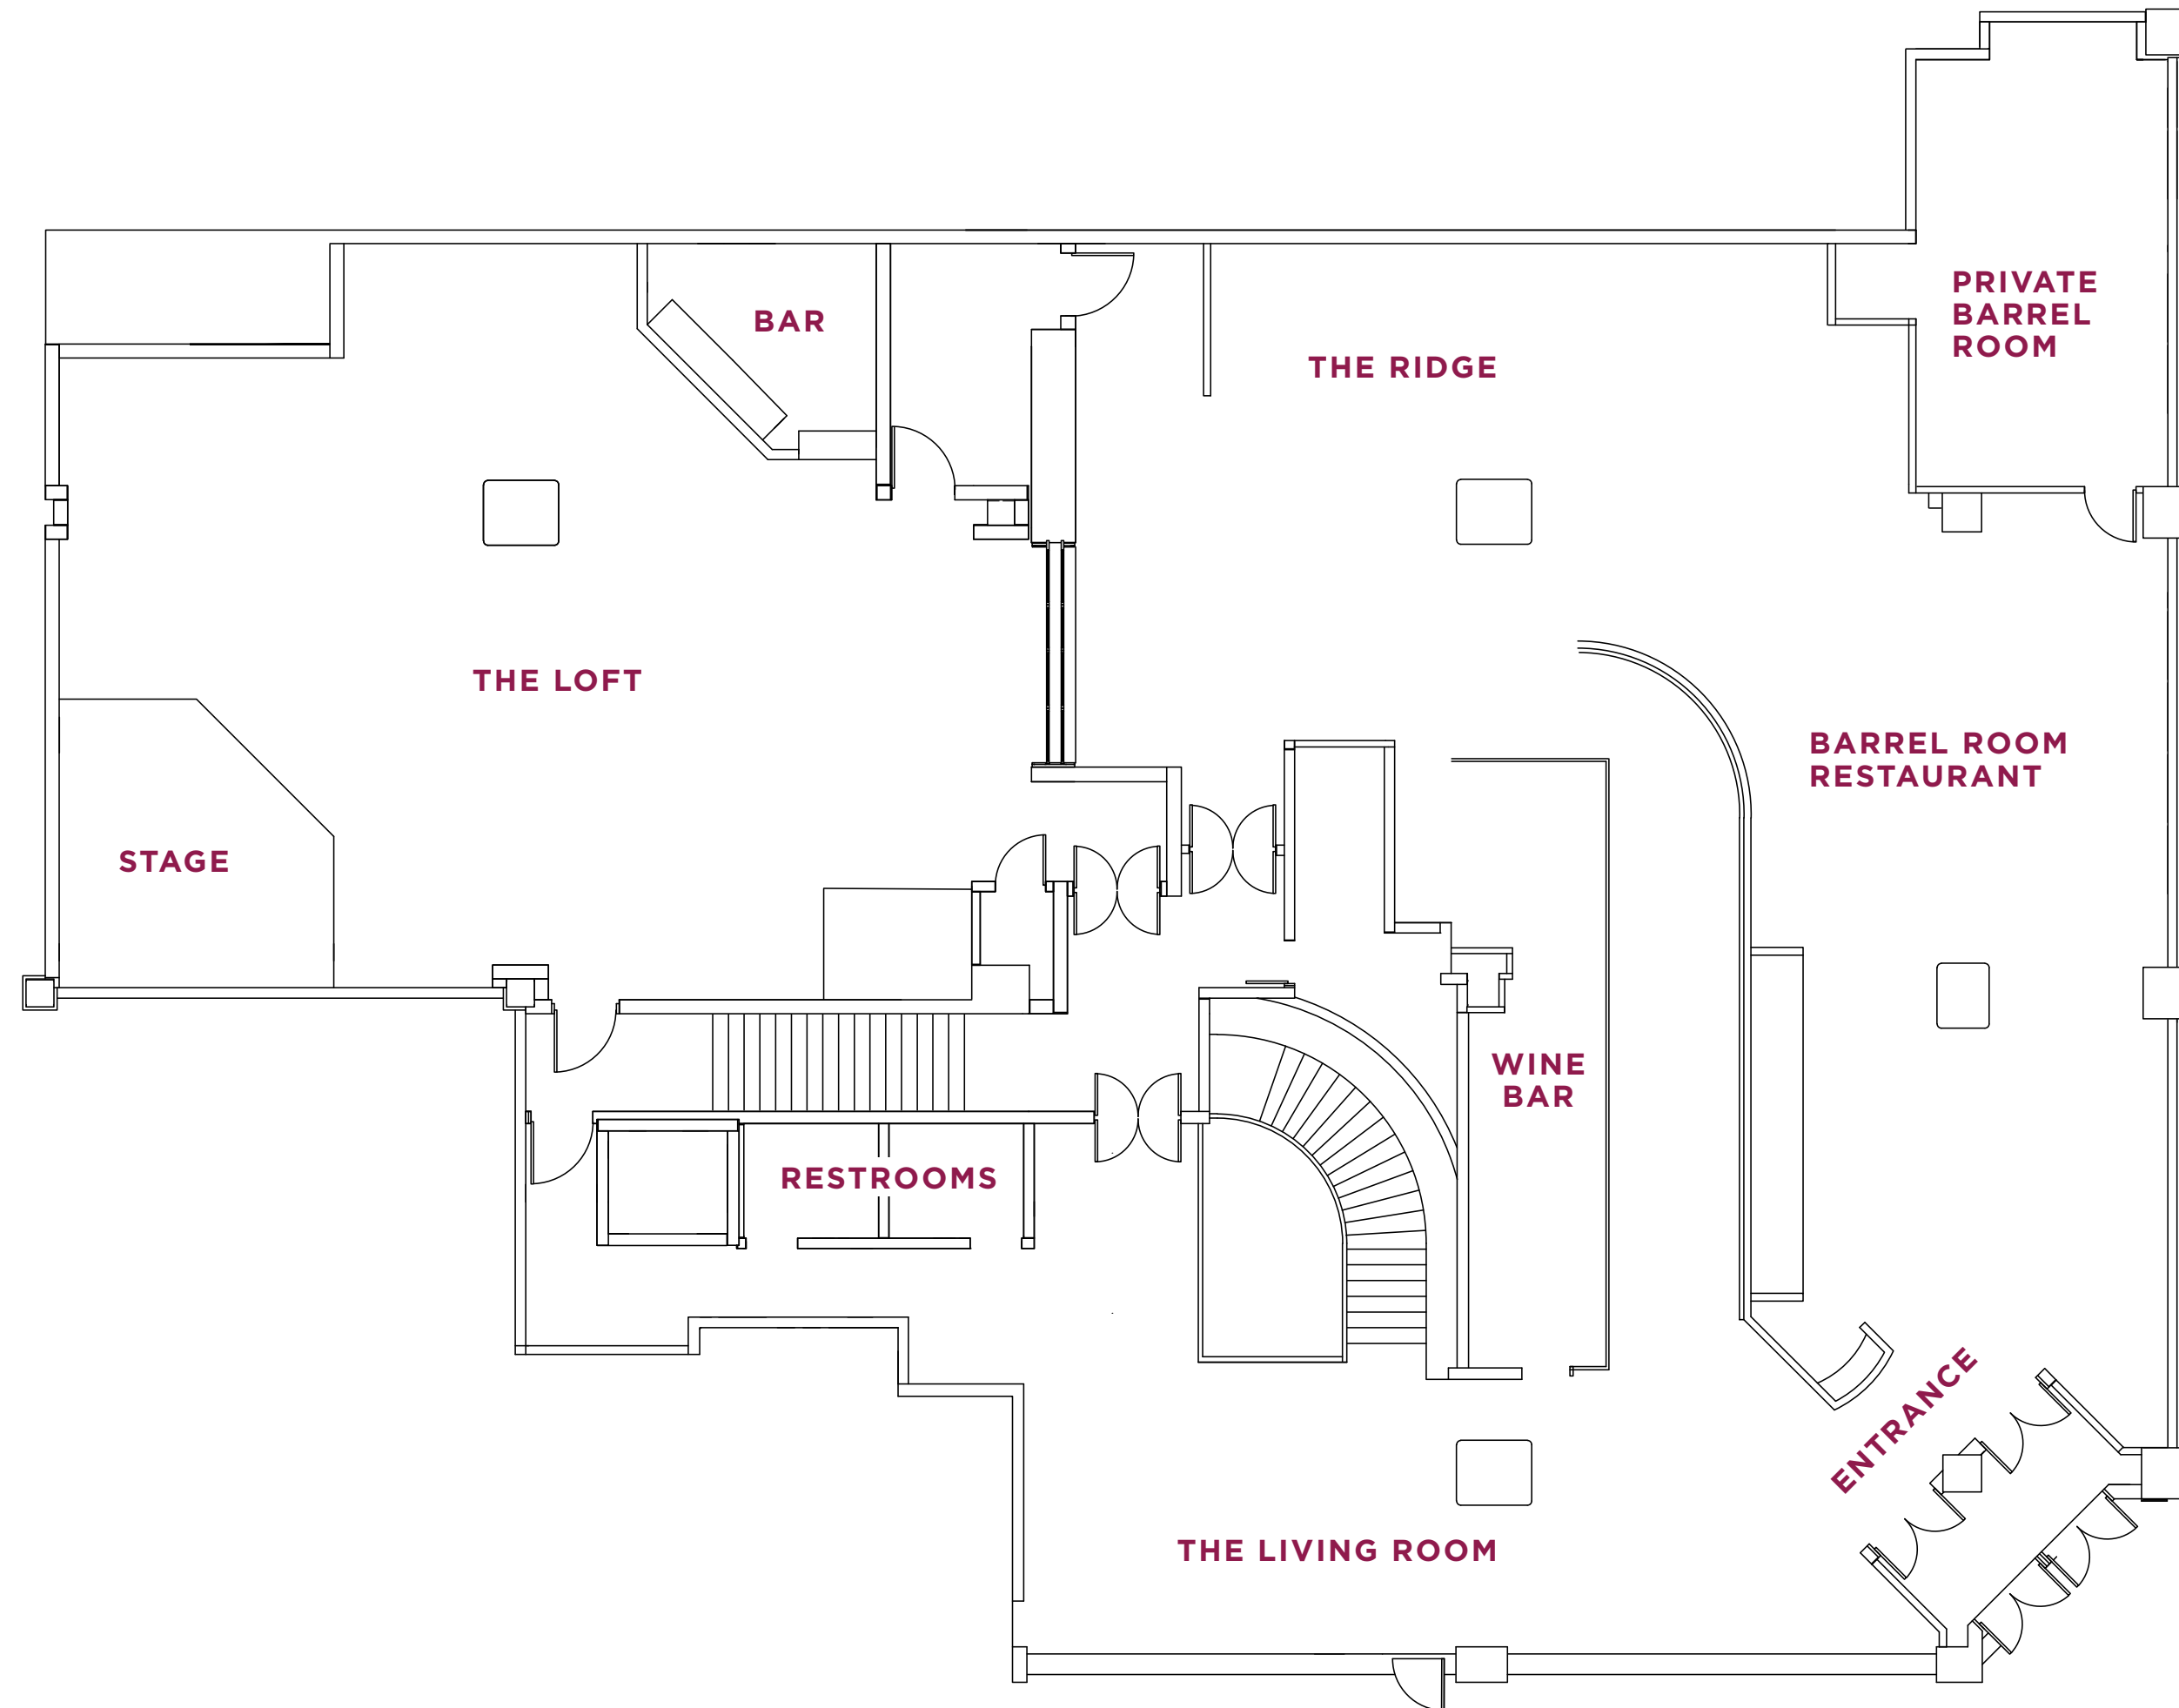 PRIVATE
BARREL
ROOM
BAR
THE RIDGE
THE LOFT
BARREL ROOM
RESTAURANT
STAGE
WINE
BAR
RESTROOMS
ENTRANCE
THE LIVING ROOM